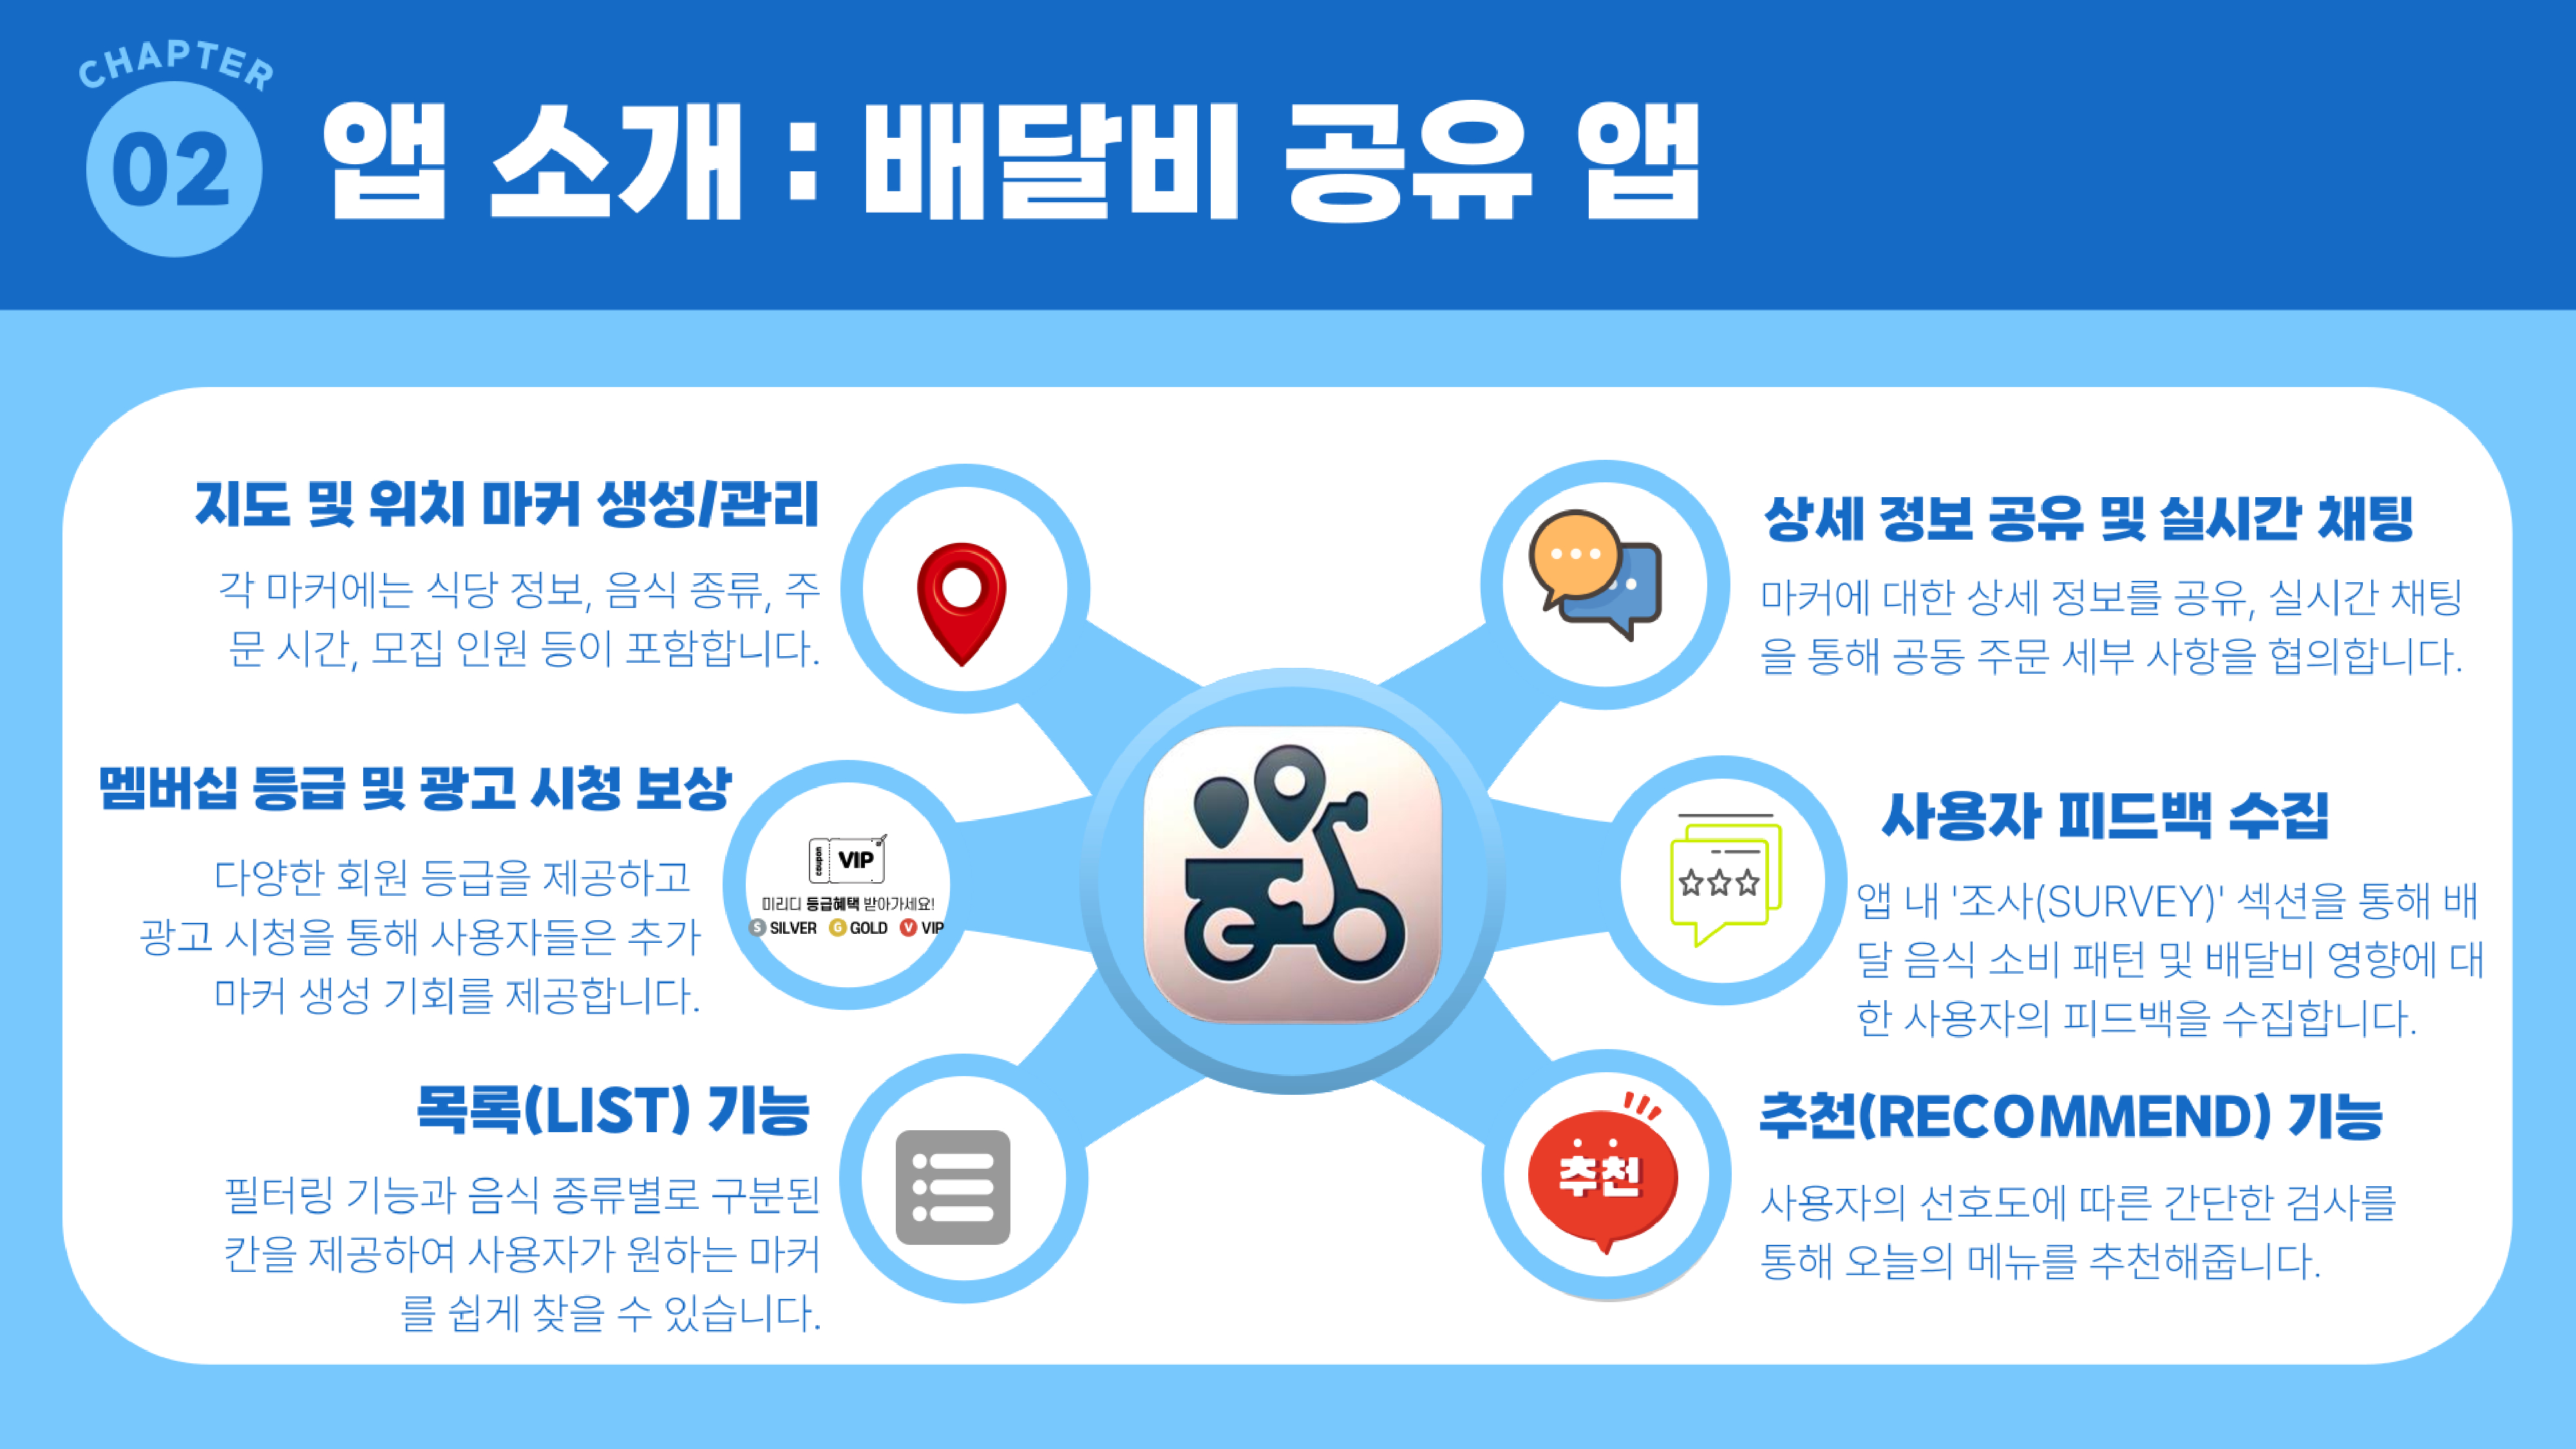 CHAPTER
02
앱 소개 : 배달비 공유 앱
지도 및 위치 마커 생성/관리
각 마커에는 식당 정보, 음식 종류, 주
문 시간, 모집 인원 등이 포함합니다.
멤버십 등급 및 광고 시청 보상
다양한 회원 등급을 제공하고
광고 시청을 통해 사용자들은 추가
마커 생성 기회를 제공합니다.
coupon VIP
미리디 등급혜택 받아가세요!
S SILVER G GOLD V VIP
목록(LIST) 기능
필터링 기능과 음식 종류별로 구분된
칸을 제공하여 사용자가 원하는 마커
를 쉽게 찾을 수 있습니다.
상세 정보 공유 및 실시간 채팅
마커에 대한 상세 정보를 공유, 실시간 채팅
을 통해 공동 주문 세부 사항을 협의합니다.
사용자 피드백 수집
앱 내 '조사(SURVEY)' 섹션을 통해 배
달 음식 소비 패턴 및 배달비 영향에 대
한 사용자의 피드백을 수집합니다.
추천
추천(RECOMMEND) 기능
사용자의 선호도에 따른 간단한 검사를
통해 오늘의 메뉴를 추천해줍니다.